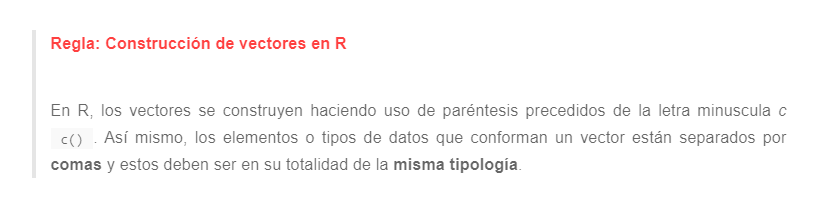 Regla: Construcción de vectores en R
En R, los vectores se construyen haciendo uso de paréntesis precedidos de la letra minuscula c
c() . Así mismo, los elementos o tipos de datos que conforman un vector están separados por
comas y estos deben ser en su totalidad de la misma tipología.